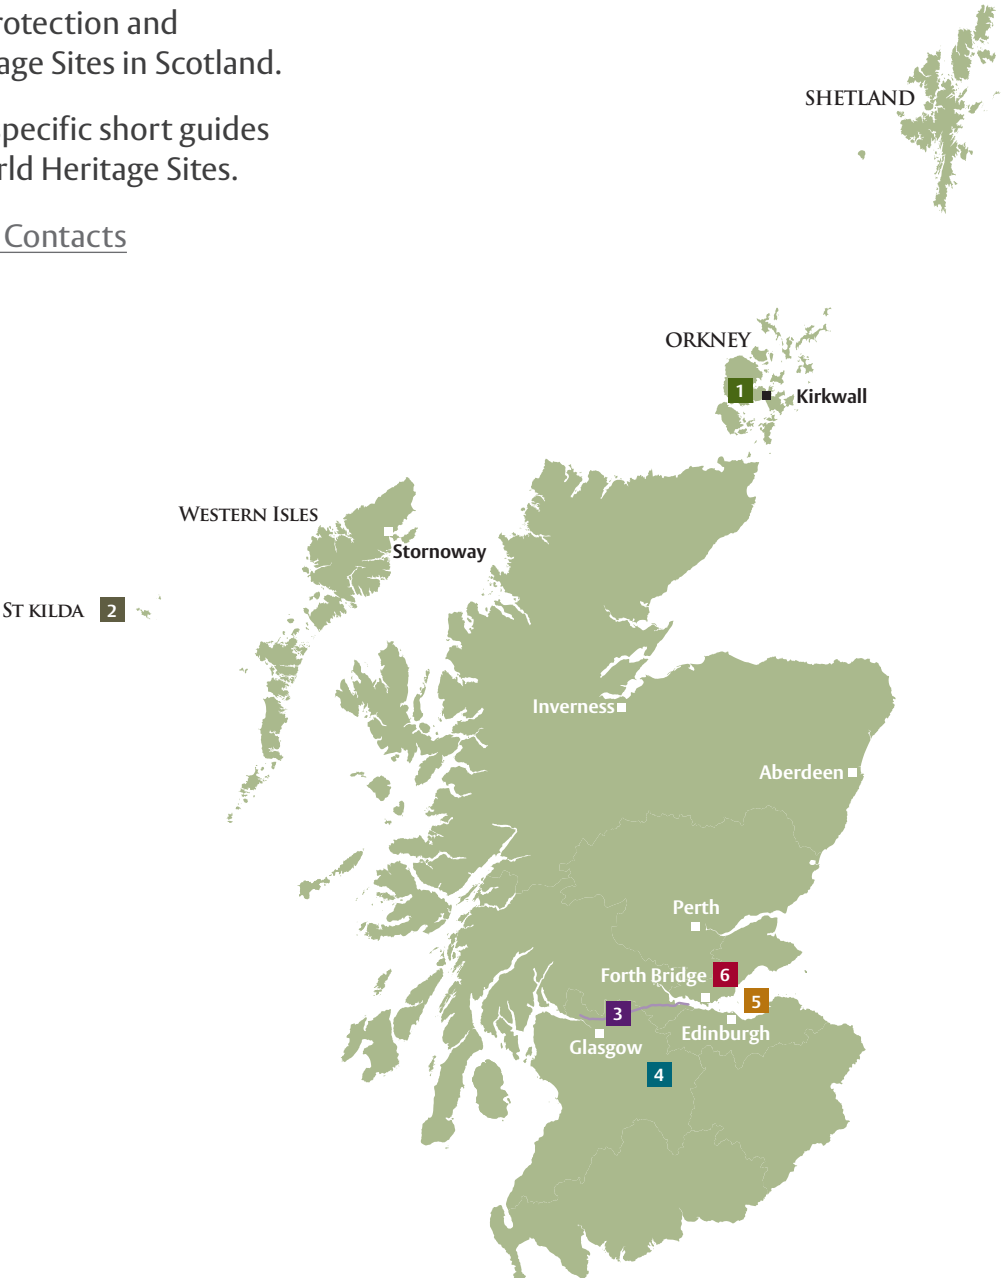 rotection and
age Sites in Scotland.
specific short guides
rld Heritage Sites.
Contacts
SHETLAND
ORKNEY
1
Kirkwall
WESTERN ISLES
Stornoway
ST KILDA 2
Inverness
Aberdeen
Perth
Forth Bridge 6
5
3
Edinburgh
Glasgow
4